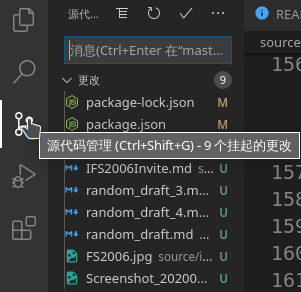 源代...
READ
消息(Ctrl+Enter 在“mast...
source
156
更改 9
package-lock.json M
package.json M
源代码管理 (Ctrl+Shift+G) - 9 个挂起的更改
IFS2006Invite.md s... U
157
random_draft_3.m... U
158
random_draft_4.m... U
159
random_draft.md ... U
160
FS2006.jpg source/i... U
161
Screenshot_20200... U